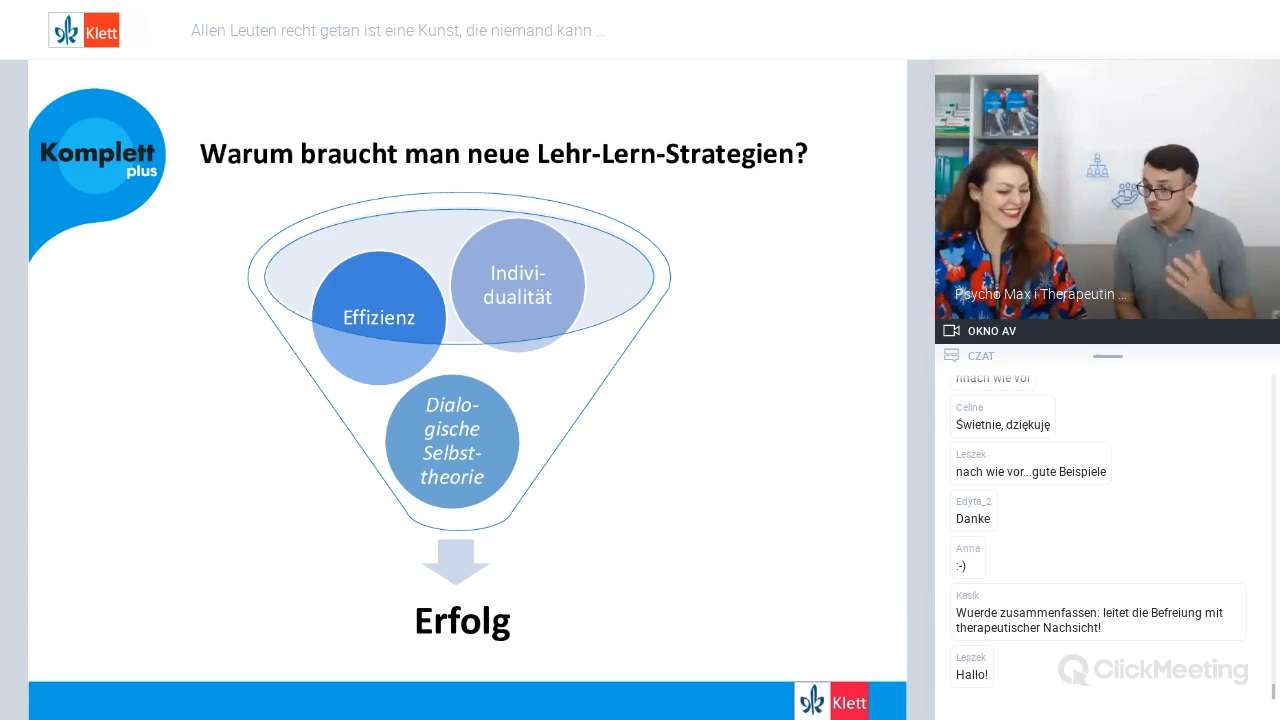 Klett
Allen Leuten recht getan ist eine Kunst, die niemand kann ...
Komplett
plus
Warum braucht man neue Lehr-Lern-Strategien?
Effizienz
Indivi-
dualität
Dialo-
gische
Selbst-
theorie
Erfolg
Klett
Psycho Max i Therapeutin ...
OKNO AV
CZAT
nnach wie vor
Celina
Świetnie, dziękuję
Leszek
nach wie vor...gute Beispiele
Edyta_2
Danke
Anna
:-)
Kasik
Wuerde zusammenfassen: leitet die Befreiung mit
therapeutischer Nachsicht!
Leszek
Hallo!
ClickMeeting